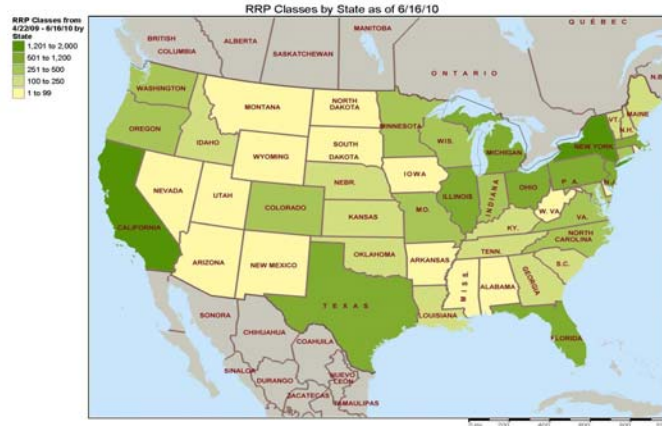 RRP Classes by State as of 6/16/10
RRP Classes from
4/22/09 - 6/16/10 by
State
1,201 to 2,000
501 to 1,200
251 to 500
100 to 250
1 to 99
QUÉBEC
MANITOBA
BRITISH
COLUMBIA
ALBERTA
SASKATCHEWAN
ONTARIO
N.B.
WASHINGTON
MONTANA
NORTH
DAKOTA
MINNESOTA
MAINE
VT.
N.H.
OREGON
IDAHO
SOUTH
DAKOTA
WIS.
MICHIGAN
NEW YORK
WYOMING
IOWA
NEBR.
PA.
N.J.
NEVADA
UTAH
COLORADO
ILLINOIS
INDIANA
OHIO
W. VA
VA.
CALIFORNIA
KANSAS
MO.
KY.
NORTH
CAROLINA
TENN.
ARIZONA
NEW MEXICO
OKLAHOMA
ARKANSAS
S.C.
MISS.
ALABAMA
GEORGIA
TEXAS
LOUISIANA
FLORIDA
SONORA
CHIHUAHUA
COAHUILA
SINALOA
DURANGO
NUEVO
LEÓN
ZACATECAS
TAMAULIPAS